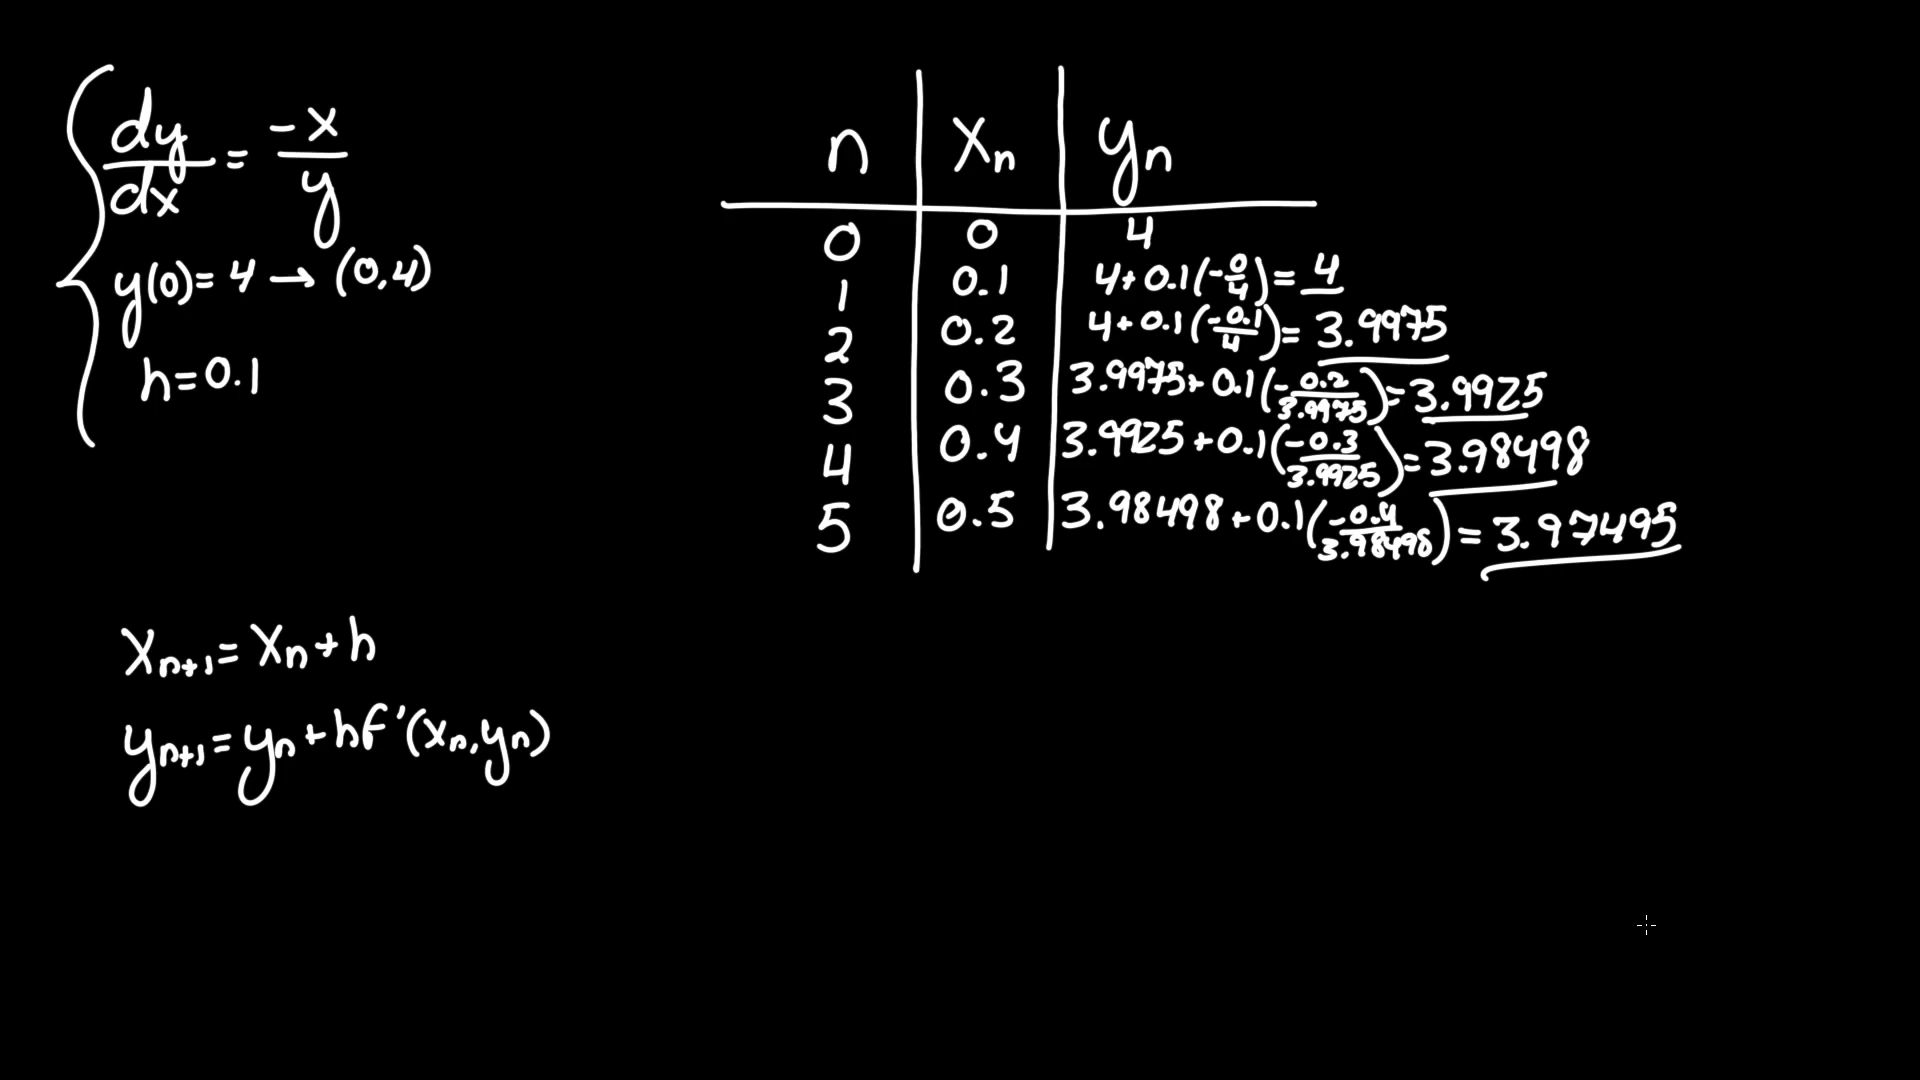 dy/dx = -x/y
y(0)= 4 → (0,4)
h=0.1
n | xn | yn
0 | 0 | 4
1 | 0.1 | 4+0.1(-0/4)= 4
2 | 0.2 | 4+0.1(-0.1/4)= 3.9975
3 | 0.3 | 3.9975+0.1(-0.2/3.9975)=3.9925
4 | 0.4 | 3.9925+0.1(-0.3/3.9925)=3.98498
5 | 0.5 | 3.98498+0.1(-0.4/3.98498)=3.97495
xn+1= xn+h
yn+1= yn+hf'(xn,yn)